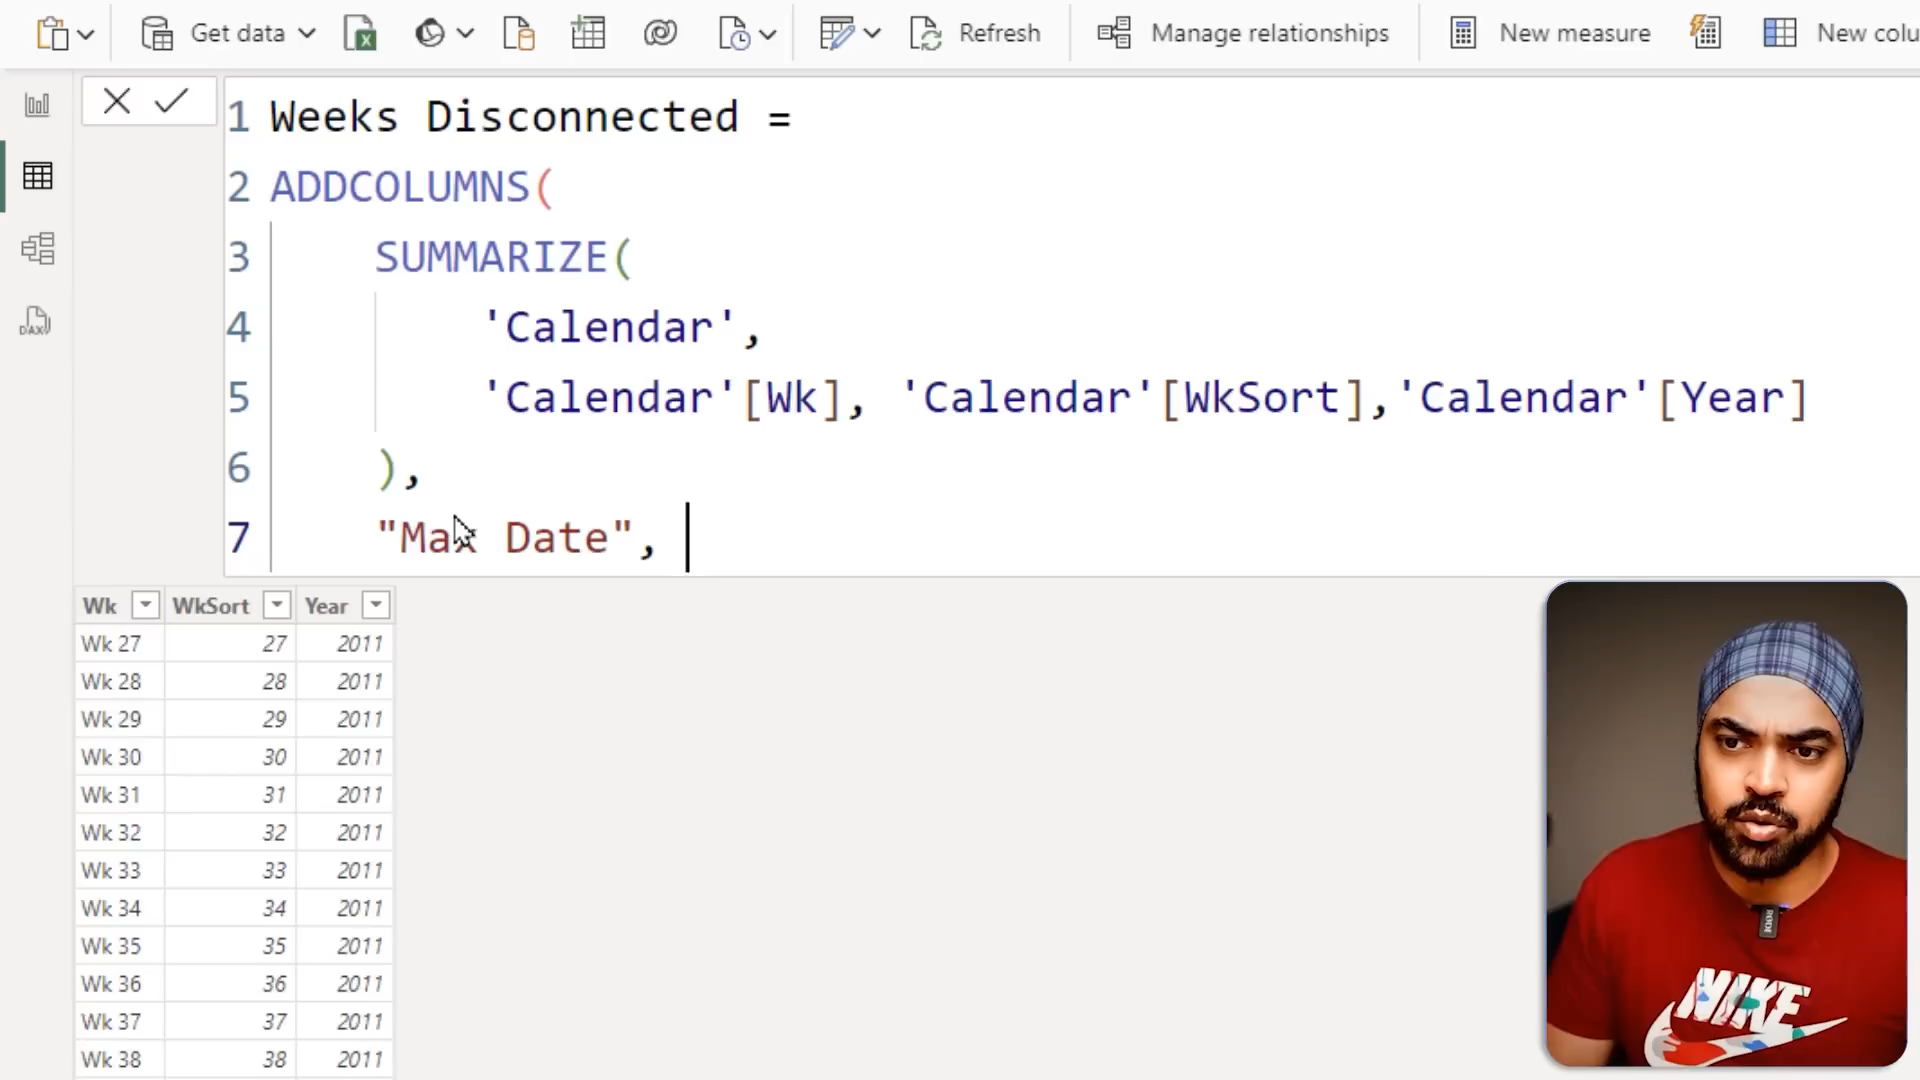 Get data
Refresh
Manage relationships
New measure
New colu
1 Weeks Disconnected =
2 ADDCOLUMNS(
3 SUMMARIZE(
4 'Calendar',
5 'Calendar'[Wk], 'Calendar'[WkSort],'Calendar'[Year]
6 ),
7 "Max Date",
DAX
Wk WkSort Year
Wk 27 27 2011
Wk 28 28 2011
Wk 29 29 2011
Wk 30 30 2011
Wk 31 31 2011
Wk 32 32 2011
Wk 33 33 2011
Wk 34 34 2011
Wk 35 35 2011
Wk 36 36 2011
Wk 37 37 2011
Wk 38 38 2011
RODE
NIKE